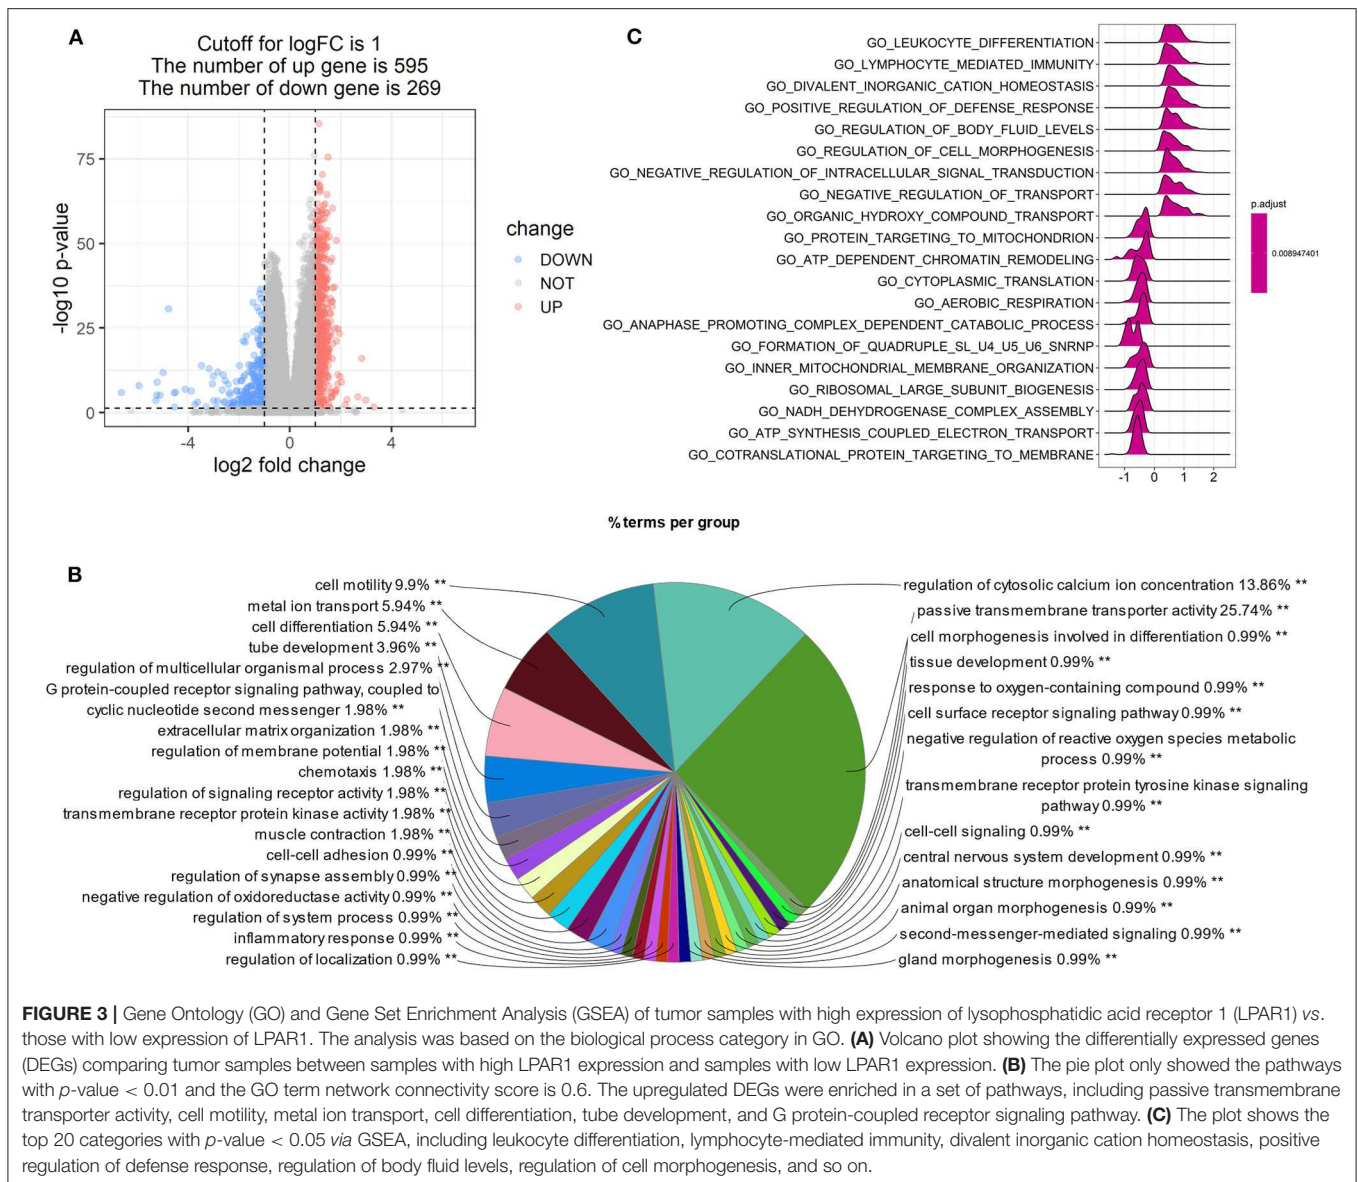 A
Cutoff for logFC is 1
The number of up gene is 595
The number of down gene is 269
-log10 p-value
75
50
25
0
-4
0
4
log2 fold change
change
DOWN
NOT
UP
C
GO_LEUKOCYTE_DIFFERENTIATION
GO_LYMPHOCYTE_MEDIATED_IMMUNITY
GO_DIVALENT_INORGANIC_CATION_HOMEOSTASIS
GO_POSITIVE_REGULATION_OF_DEFENSE_RESPONSE
GO_REGULATION_OF_BODY_FLUID_LEVELS
GO_REGULATION_OF_CELL_MORPHOGENESIS
GO_NEGATIVE_REGULATION_OF_INTRACELLULAR_SIGNAL_TRANSDUCTION
GO_NEGATIVE_REGULATION_OF_TRANSPORT
GO_ORGANIC_HYDROXY_COMPOUND_TRANSPORT
GO_PROTEIN_TARGETING_TO_MITOCHONDRION
GO_ATP_DEPENDENT_CHROMATIN_REMODELING
GO_CYTOPLASMIC_TRANSLATION
GO_AEROBIC_RESPIRATION
GO_ANAPHASE_PROMOTING_COMPLEX_DEPENDENT_CATABOLIC_PROCESS
GO_FORMATION_OF_QUADRUPLE_SL_U4_U5_U6_SNRNP
GO_INNER_MITOCHONDRIAL_MEMBRANE_ORGANIZATION
GO_RIBOSOMAL_LARGE_SUBUNIT_BIOGENESIS
GO_NADH_DEHYDROGENASE_COMPLEX_ASSEMBLY
GO_ATP_SYNTHESIS_COUPLED_ELECTRON_TRANSPORT
GO_COTRANSLATIONAL_PROTEIN_TARGETING_TO_MEMBRANE
-1
0
1
2
p.adjust
0.008947401
% terms per group
B
cell motility 9.9% **
metal ion transport 5.94% **
cell differentiation 5.94% **
tube development 3.96% **
regulation of multicellular organismal process 2.97% **
G protein-coupled receptor signaling pathway, coupled to
cyclic nucleotide second messenger 1.98% **
extracellular matrix organization 1.98% **
regulation of membrane potential 1.98% **
chemotaxis 1.98% **
regulation of signaling receptor activity 1.98% **
transmembrane receptor protein kinase activity 1.98% **
muscle contraction 1.98% **
cell-cell adhesion 0.99% **
regulation of synapse assembly 0.99% **
negative regulation of oxidoreductase activity 0.99% **
regulation of system process 0.99% **
inflammatory response 0.99% **
regulation of localization 0.99% **
regulation of cytosolic calcium ion concentration 13.86% **
passive transmembrane transporter activity 25.74% **
cell morphogenesis involved in differentiation 0.99% **
tissue development 0.99% **
response to oxygen-containing compound 0.99% **
cell surface receptor signaling pathway 0.99% **
negative regulation of reactive oxygen species metabolic
process 0.99% **
transmembrane receptor protein tyrosine kinase signaling
pathway 0.99% **
cell-cell signaling 0.99% **
central nervous system development 0.99% **
anatomical structure morphogenesis 0.99% **
animal organ morphogenesis 0.99% **
second-messenger-mediated signaling 0.99% **
gland morphogenesis 0.99% **
FIGURE 3 | Gene Ontology (GO) and Gene Set Enrichment Analysis (GSEA) of tumor samples with high expression of lysophosphatidic acid receptor 1 (LPAR1) vs.
those with low expression of LPAR1. The analysis was based on the biological process category in GO. (A) Volcano plot showing the differentially expressed genes
(DEGs) comparing tumor samples between samples with high LPAR1 expression and samples with low LPAR1 expression. (B) The pie plot only showed the pathways
with p-value < 0.01 and the GO term network connectivity score is 0.6. The upregulated DEGs were enriched in a set of pathways, including passive transmembrane
transporter activity, cell motility, metal ion transport, cell differentiation, tube development, and G protein-coupled receptor signaling pathway. (C) The plot shows the
top 20 categories with p-value < 0.05 via GSEA, including leukocyte differentiation, lymphocyte-mediated immunity, divalent inorganic cation homeostasis, positive
regulation of defense response, regulation of body fluid levels, regulation of cell morphogenesis, and so on.